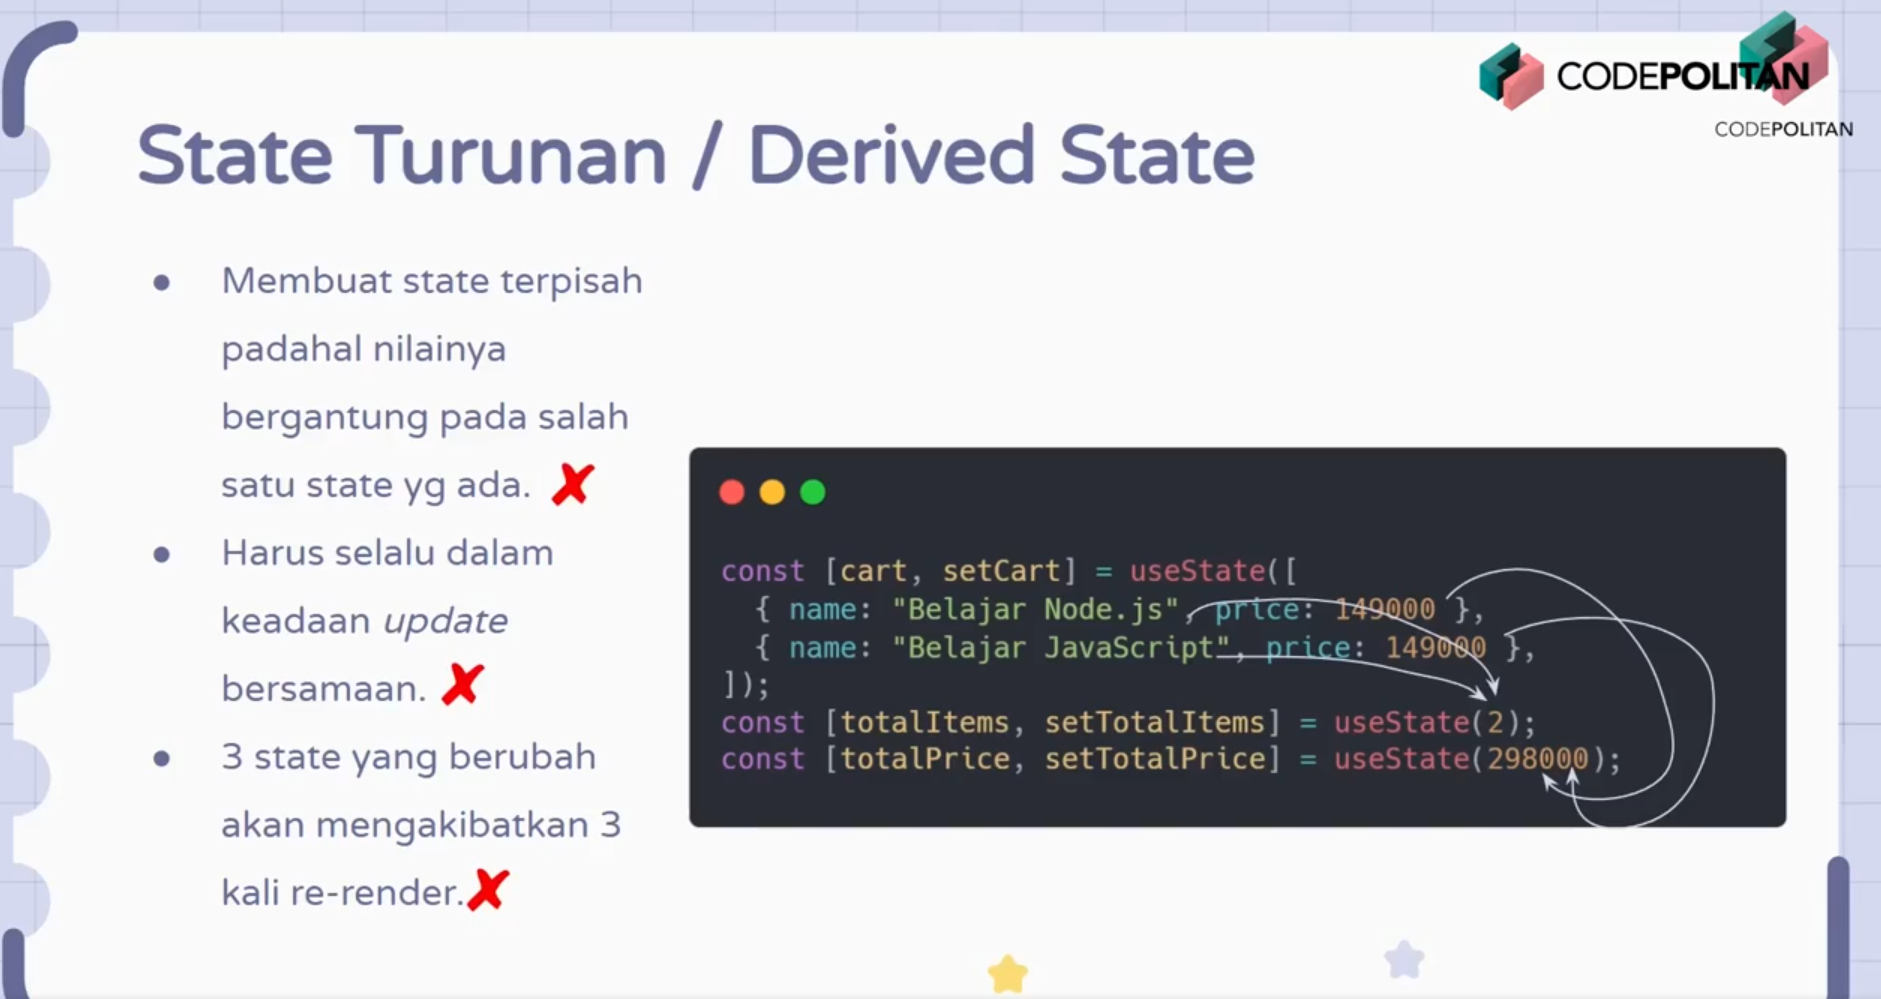 CODEPOLITAN
CODEPOLITAN
State Turunan / Derived State
● Membuat state terpisah
padahal nilainya
bergantung pada salah
satu state yg ada. ✘
● Harus selalu dalam
keadaan update
bersamaan. ✘
● 3 state yang berubah
akan mengakibatkan 3
kali re-render. ✘
const [cart, setCart] = useState([
  { name: "Belajar Node.js", price: 149000 },
  { name: "Belajar JavaScript", price: 149000 },
]);
const [totalItems, setTotalItems] = useState(2);
const [totalPrice, setTotalPrice] = useState(298000);